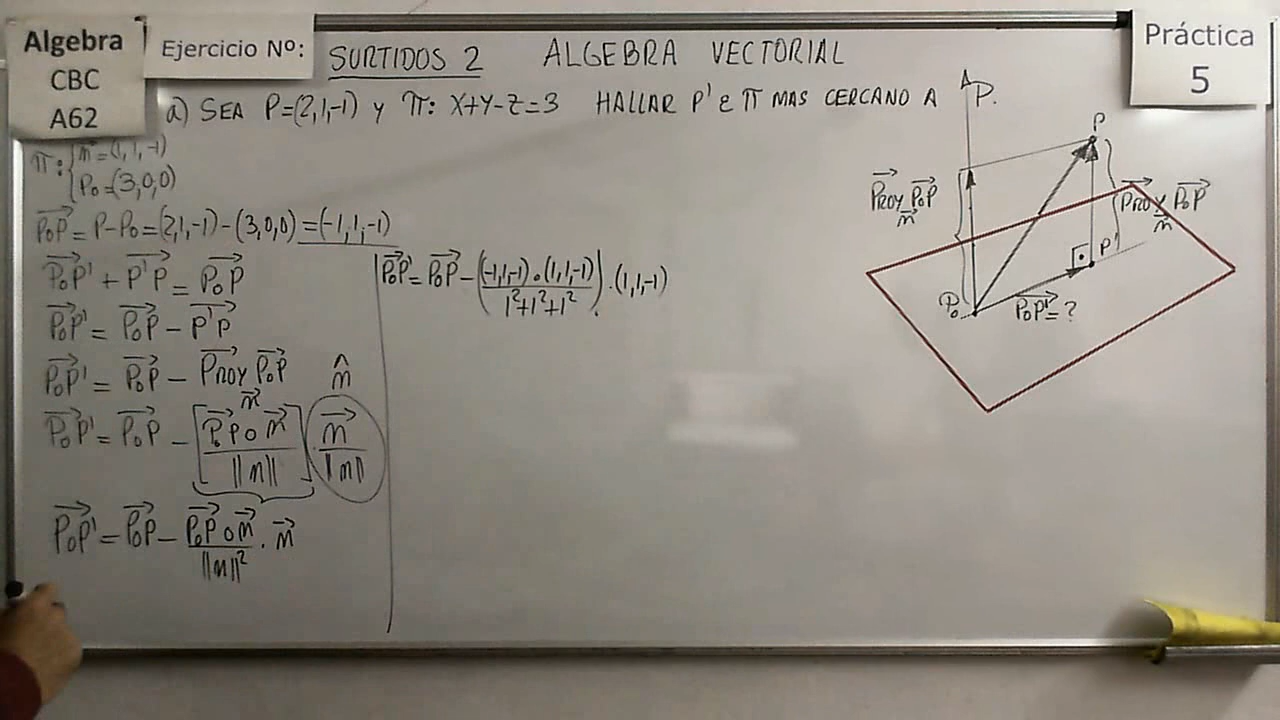 Algebra
CBC
A62
Ejercicio Nº:
SURTIDOS 2 ALGEBRA VECTORIAL
Práctica
5
a) SEA P=(2,1,-1) Y π: X+Y-Z=3 HALLAR P' ε π MAS CERCANO A P.
π: { n⃗=(1,1,-1)
P₀=(3,0,0)
P₀P⃗ = P-P₀=(2,1,-1)-(3,0,0)=(-1,1,-1)
P₀P'⃗ + P'P⃗ = P₀P⃗
P₀P'⃗ = P₀P⃗ - P'P⃗
P₀P'⃗ = P₀P⃗ - PROY⃗ n⃗ P₀P⃗
n̂
P₀P'⃗ = P₀P⃗ - [P₀P⃗ ∘ n⃗ / ||n||] n⃗ / ||n||
P₀P'⃗ = P₀P⃗ - P₀P⃗ ∘ n⃗ / ||n||² . n⃗
P₀P'⃗ = P₀P⃗ - ((-1,1,-1)∘(1,1,-1) / 1²+1²+1²) . (1,1,-1)
P
PROY⃗ n⃗ P₀P⃗
PROY⃗ n⃗ P₀P⃗
P'
P₀
P₀P'⃗ = ?